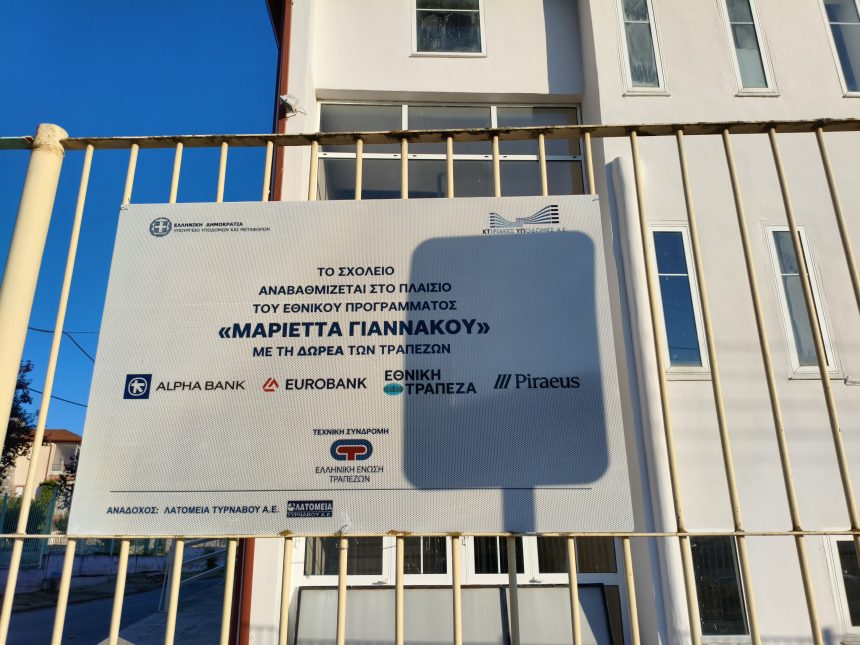 ΕΛΛΗΝΙΚΗ ΔΗΜΟΚΡΑΤΙΑ
ΥΠΟΥΡΓΕΙΟ ΥΠΟΔΟΜΩΝ ΚΑΙ ΜΕΤΑΦΟΡΩΝ
ΚΤΙΡΙΑΚΕΣ ΥΠΟΔΟΜΕΣ Α.Ε.
ΤΟ ΣΧΟΛΕΙΟ
ΑΝΑΒΑΘΜΙΖΕΤΑΙ ΣΤΟ ΠΛΑΙΣΙΟ
ΤΟΥ ΕΘΝΙΚΟΥ ΠΡΟΓΡΑΜΜΑΤΟΣ
«ΜΑΡΙΕΤΤΑ ΓΙΑΝΝΑΚΟΥ»
ΜΕ ΤΗ ΔΩΡΕΑ ΤΩΝ ΤΡΑΠΕΖΩΝ
ALPHA BANK
EUROBANK
ΕΘΝΙΚΗ
ΤΡΑΠΕΖΑ
Piraeus
ΤΕΧΝΙΚΗ ΣΥΝΔΡΟΜΗ
ΕΛΛΗΝΙΚΗ ΕΝΩΣΗ
ΤΡΑΠΕΖΩΝ
ΑΝΑΔΟΧΟΣ: ΛΑΤΟΜΕΙΑ ΤΥΡΝΑΒΟΥ Α.Ε.
ΛΑΤΟΜΕΙΑ
ΤΥΡΝΑΒΟΥ Α.Ε.